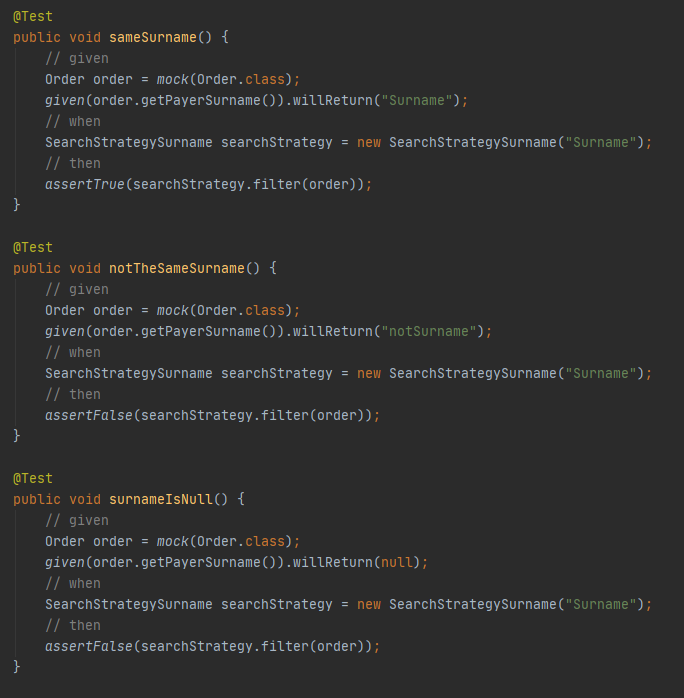 @Test
public void sameSurname() {
    // given
    Order order = mock(Order.class);
    given(order.getPayerSurname()).willReturn("Surname");
    // when
    SearchStrategySurname searchStrategy = new SearchStrategySurname("Surname");
    // then
    assertTrue(searchStrategy.filter(order));
}

@Test
public void notTheSameSurname() {
    // given
    Order order = mock(Order.class);
    given(order.getPayerSurname()).willReturn("notSurname");
    // when
    SearchStrategySurname searchStrategy = new SearchStrategySurname("Surname");
    // then
    assertFalse(searchStrategy.filter(order));
}

@Test
public void surnameIsNull() {
    // given
    Order order = mock(Order.class);
    given(order.getPayerSurname()).willReturn(null);
    // when
    SearchStrategySurname searchStrategy = new SearchStrategySurname("Surname");
    // then
    assertFalse(searchStrategy.filter(order));
}